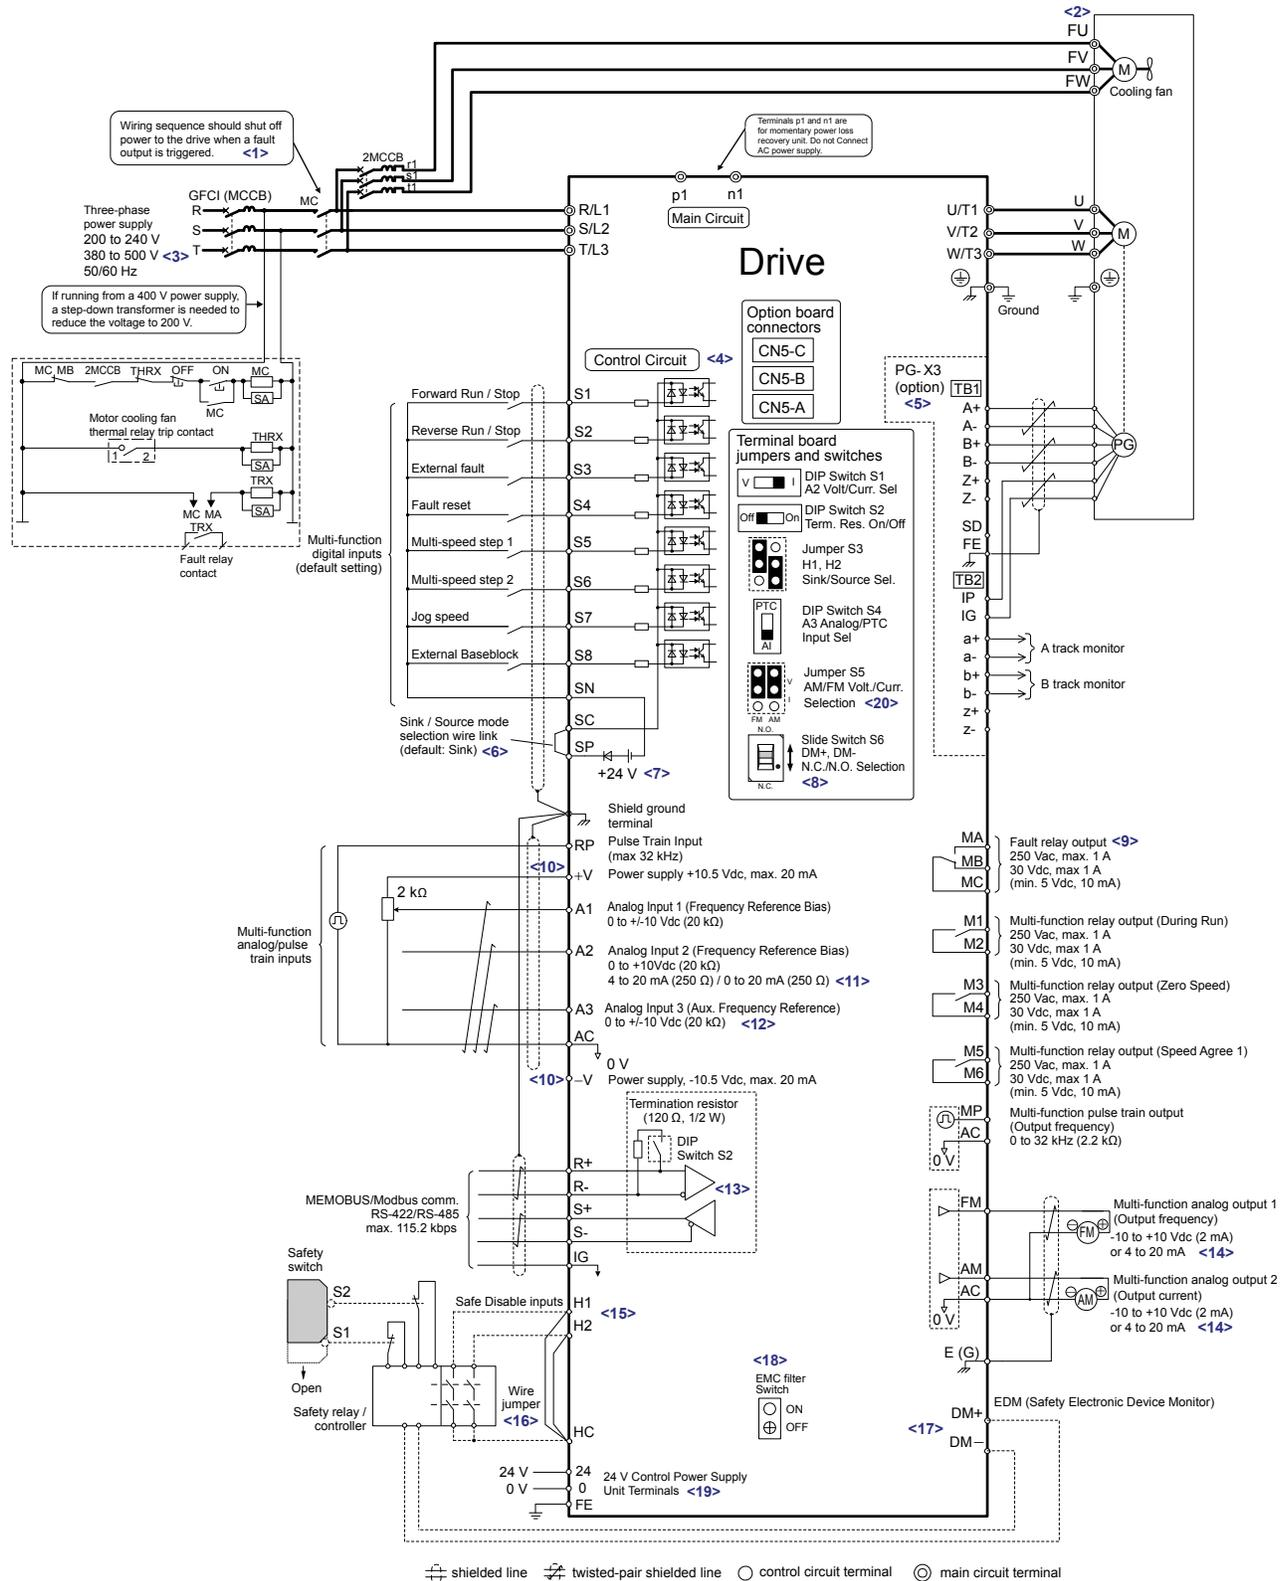 <2>
FU
FV
FW
M
Cooling fan
Wiring sequence should shut off
power to the drive when a fault
output is triggered. <1>
Terminals p1 and n1 are
for momentary power loss
recovery unit. Do not Connect
AC power supply.
2MCCB
r1
s1
t1
GFCI (MCCB)
MC
R
S
T
Three-phase
power supply
200 to 240 V
380 to 500 V <3>
50/60 Hz
If running from a 400 V power supply,
a step-down transformer is needed to
reduce the voltage to 200 V.
R/L1
S/L2
T/L3
p1
n1
Main Circuit
Drive
U/T1
V/T2
W/T3
U
V
W
M
Ground
MC MB
2MCCB
THRX
OFF
ON
MC
SA
MC
Motor cooling fan
thermal relay trip contact
1
2
THRX
SA
TRX
SA
MC MA
TRX
Fault relay
contact
Option board
connectors
CN5-C
CN5-B
CN5-A
Control Circuit <4>
Multi-function
digital inputs
(default setting)
Forward Run / Stop
S1
Reverse Run / Stop
S2
External fault
S3
Fault reset
S4
Multi-speed step 1
S5
Multi-speed step 2
S6
Jog speed
S7
External Baseblock
S8
SN
SC
SP
Sink / Source mode
selection wire link
(default: Sink) <6>
+24 V <7>
Terminal board
jumpers and switches
V
I
DIP Switch S1
A2 Volt/Curr. Sel
Off
On
DIP Switch S2
Term. Res. On/Off
Jumper S3
H1, H2
Sink/Source Sel.
PTC
AI
DIP Switch S4
A3 Analog/PTC
Input Sel
V
I
FM AM
Jumper S5
AM/FM Volt./Curr.
Selection <20>
N.O.
N.C.
Slide Switch S6
DM+, DM-
N.C./N.O. Selection
<8>
PG-X3
(option)
<5>
TB1
A+
A-
B+
B-
Z+
Z-
SD
FE
TB2
IP
IG
a+
a-
b+
b-
z+
z-
PG
A track monitor
B track monitor
Shield ground
terminal
Multi-function
analog/pulse
train inputs
2 kΩ
<10>
RP
Pulse Train Input
(max 32 kHz)
+V
Power supply +10.5 Vdc, max. 20 mA
A1
Analog Input 1 (Frequency Reference Bias)
0 to +/-10 Vdc (20 kΩ)
A2
Analog Input 2 (Frequency Reference Bias)
0 to +10Vdc (20 kΩ)
4 to 20 mA (250 Ω) / 0 to 20 mA (250 Ω) <11>
A3
Analog Input 3 (Aux. Frequency Reference)
0 to +/-10 Vdc (20 kΩ) <12>
AC
0 V
<10>
−V
Power supply, -10.5 Vdc, max. 20 mA
MA
MB
MC
Fault relay output <9>
250 Vac, max. 1 A
30 Vdc, max 1 A
(min. 5 Vdc, 10 mA)
M1
M2
Multi-function relay output (During Run)
250 Vac, max. 1 A
30 Vdc, max 1 A
(min. 5 Vdc, 10 mA)
M3
M4
Multi-function relay output (Zero Speed)
250 Vac, max. 1 A
30 Vdc, max 1 A
(min. 5 Vdc, 10 mA)
M5
M6
Multi-function relay output (Speed Agree 1)
250 Vac, max. 1 A
30 Vdc, max 1 A
(min. 5 Vdc, 10 mA)
MP
AC
0 V
Multi-function pulse train output
(Output frequency)
0 to 32 kHz (2.2 kΩ)
Termination resistor
(120 Ω, 1/2 W)
DIP
Switch S2
<13>
MEMOBUS/Modbus comm.
RS-422/RS-485
max. 115.2 kbps
R+
R-
S+
S-
IG
FM
FM
Multi-function analog output 1
(Output frequency)
-10 to +10 Vdc (2 mA)
or 4 to 20 mA <14>
AM
AC
0 V
AM
Multi-function analog output 2
(Output current)
-10 to +10 Vdc (2 mA)
or 4 to 20 mA <14>
E (G)
Safety
switch
S2
S1
Open
Safety relay /
controller
Safe Disable inputs
H1
<15>
H2
Wire
jumper
<16>
HC
<18>
EMC filter
Switch
ON
OFF
EDM (Safety Electronic Device Monitor)
<17>
DM+
DM−
24 V
24
0 V
0
FE
24 V Control Power Supply
Unit Terminals <19>
shielded line
twisted-pair shielded line
control circuit terminal
main circuit terminal